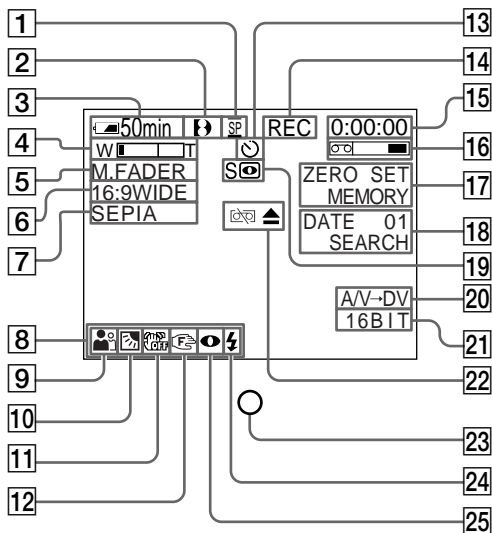 1
2
3
4
5
6
7
8
9
10
11
12
13
14
15
16
17
18
19
20
21
22
23
24
25
50min
SP
REC
0:00:00
W T
M.FADER
16:9WIDE
SEPIA
S
ZERO SET
MEMORY
DATE 01
SEARCH
A/V→DV
16BIT
OFF
F